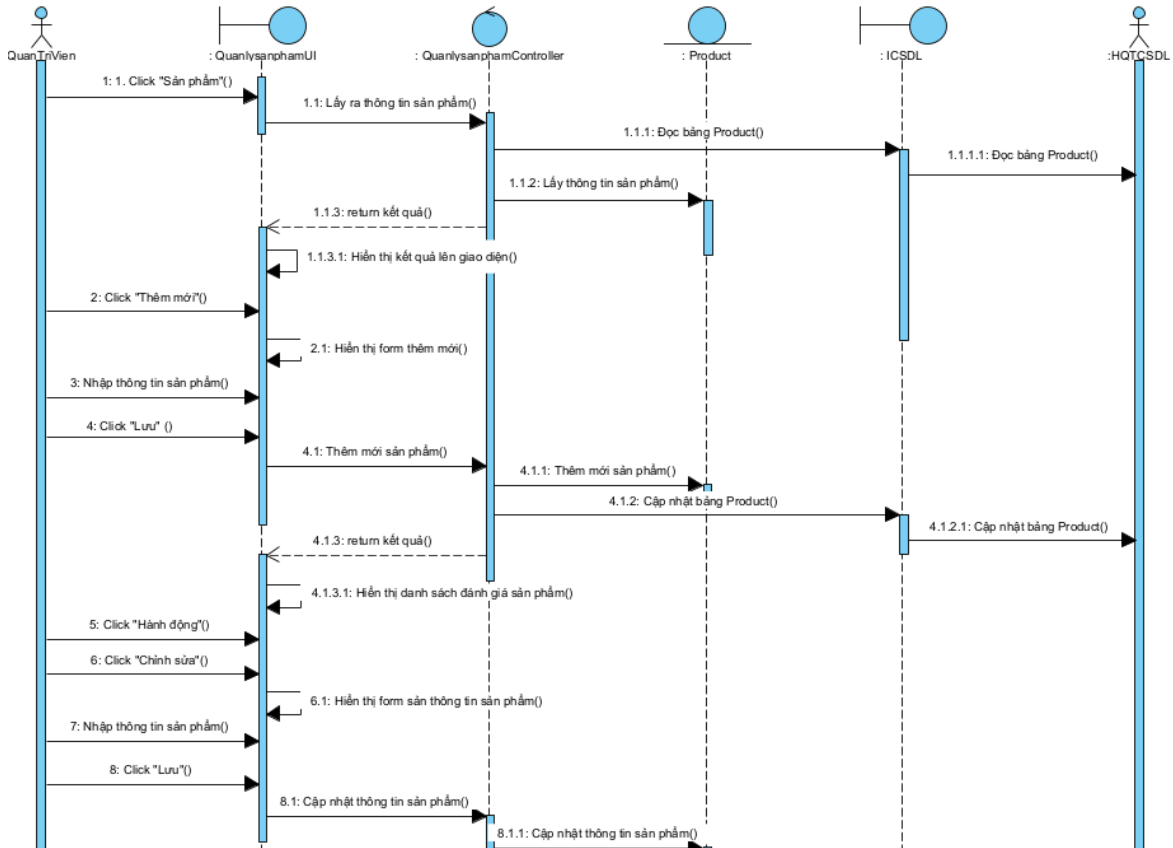 QuanTriVien
: QuanlysanphamUI
: QuanlysanphamController
: Product
: ICSDL
:HQTCSDL
1: 1. Click "Sản phẩm"()
1.1: Lấy ra thông tin sản phẩm()
1.1.1: Đọc bảng Product()
1.1.1.1: Đọc bảng Product()
1.1.2: Lấy thông tin sản phẩm()
1.1.3: return kết quả()
1.1.3.1: Hiển thị kết quả lên giao diện()
2: Click "Thêm mới"()
2.1: Hiển thị form thêm mới()
3: Nhập thông tin sản phẩm()
4: Click "Lưu" ()
4.1: Thêm mới sản phẩm()
4.1.1: Thêm mới sản phẩm()
4.1.2: Cập nhật bảng Product()
4.1.2.1: Cập nhật bảng Product()
4.1.3: return kết quả()
4.1.3.1: Hiển thị danh sách đánh giá sản phẩm()
5: Click "Hành động"()
6: Click "Chỉnh sửa"()
6.1: Hiển thị form sản thông tin sản phẩm()
7: Nhập thông tin sản phẩm()
8: Click "Lưu"()
8.1: Cập nhật thông tin sản phẩm()
8.1.1: Cập nhật thông tin sản phẩm()